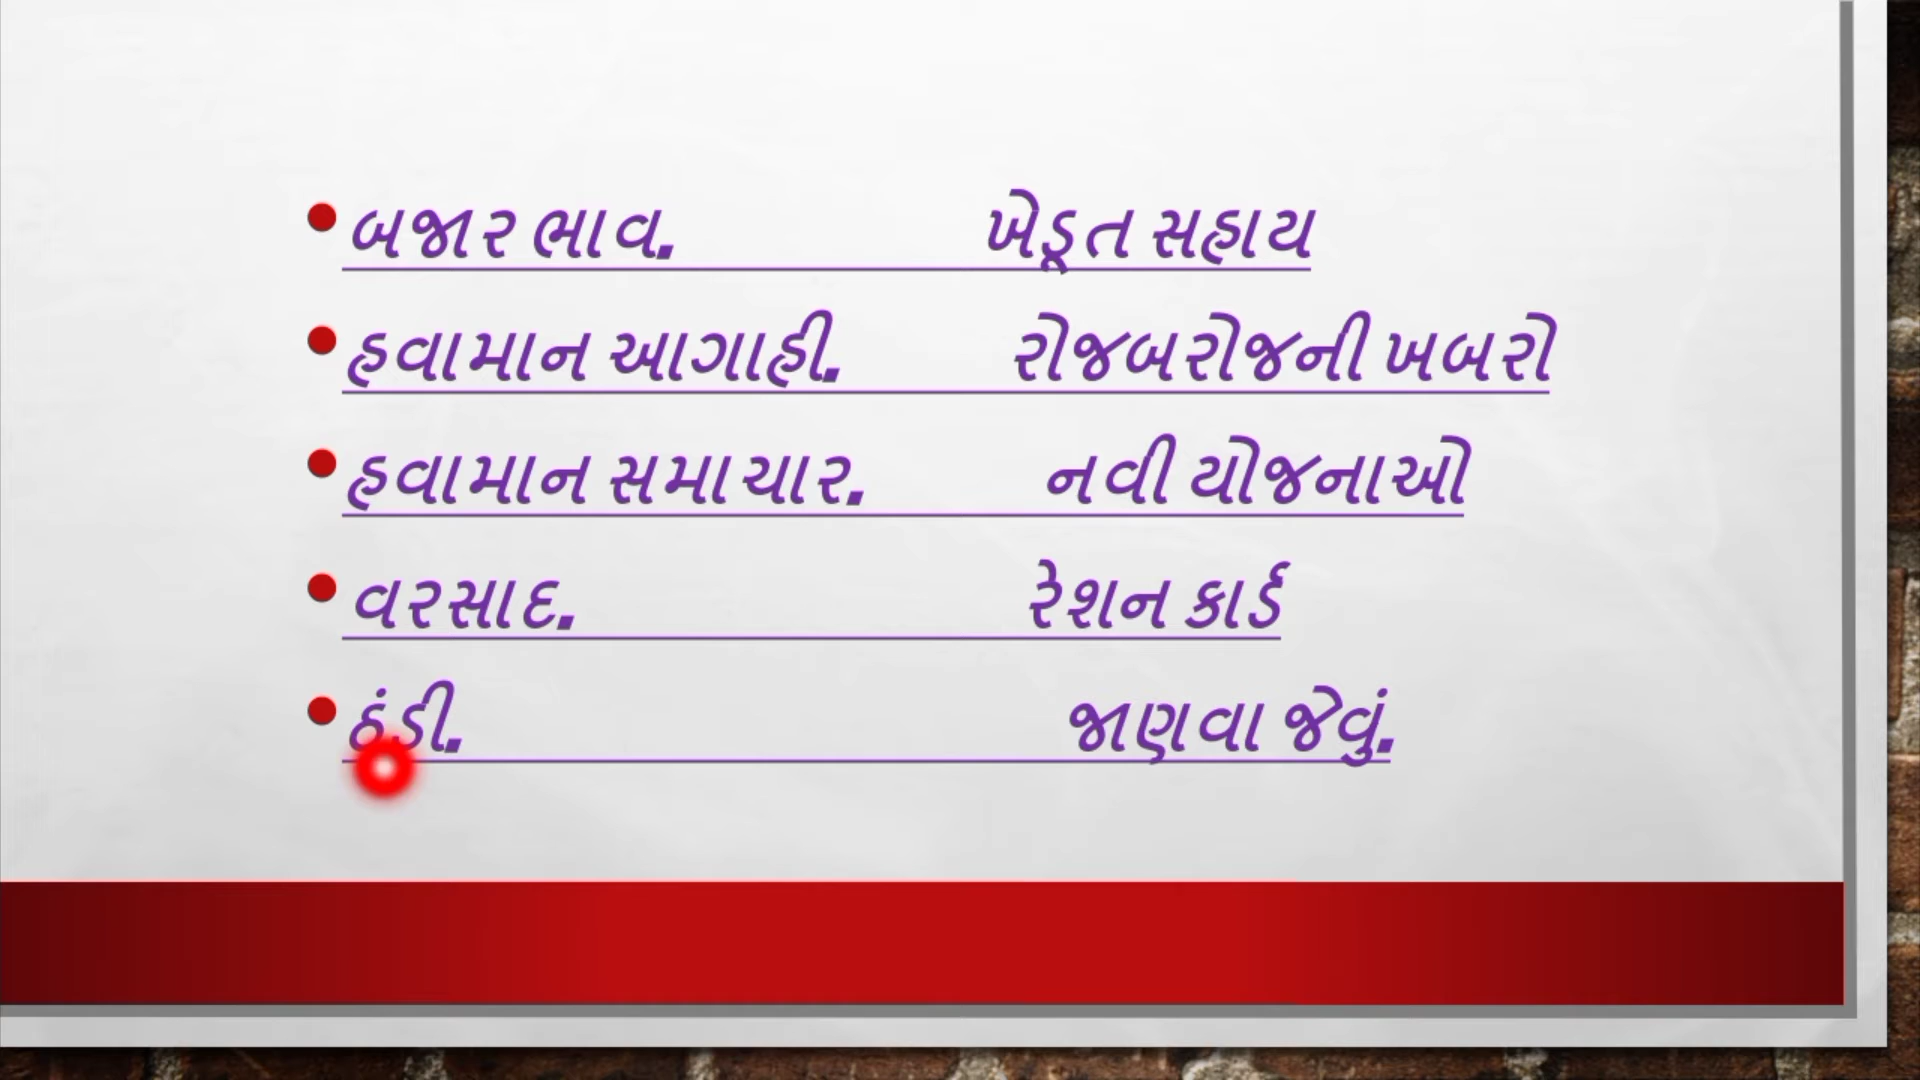 • બજાર ભાવ. ખેડૂત સહાય
• હવામાન આગાહી. રોજબરોજની ખબરો
• હવામાન સમાચાર. નવી યોજનાઓ
• વરસાદ. રેશન કાર્ડ
• ઠંડી. જાણવા જેવું.